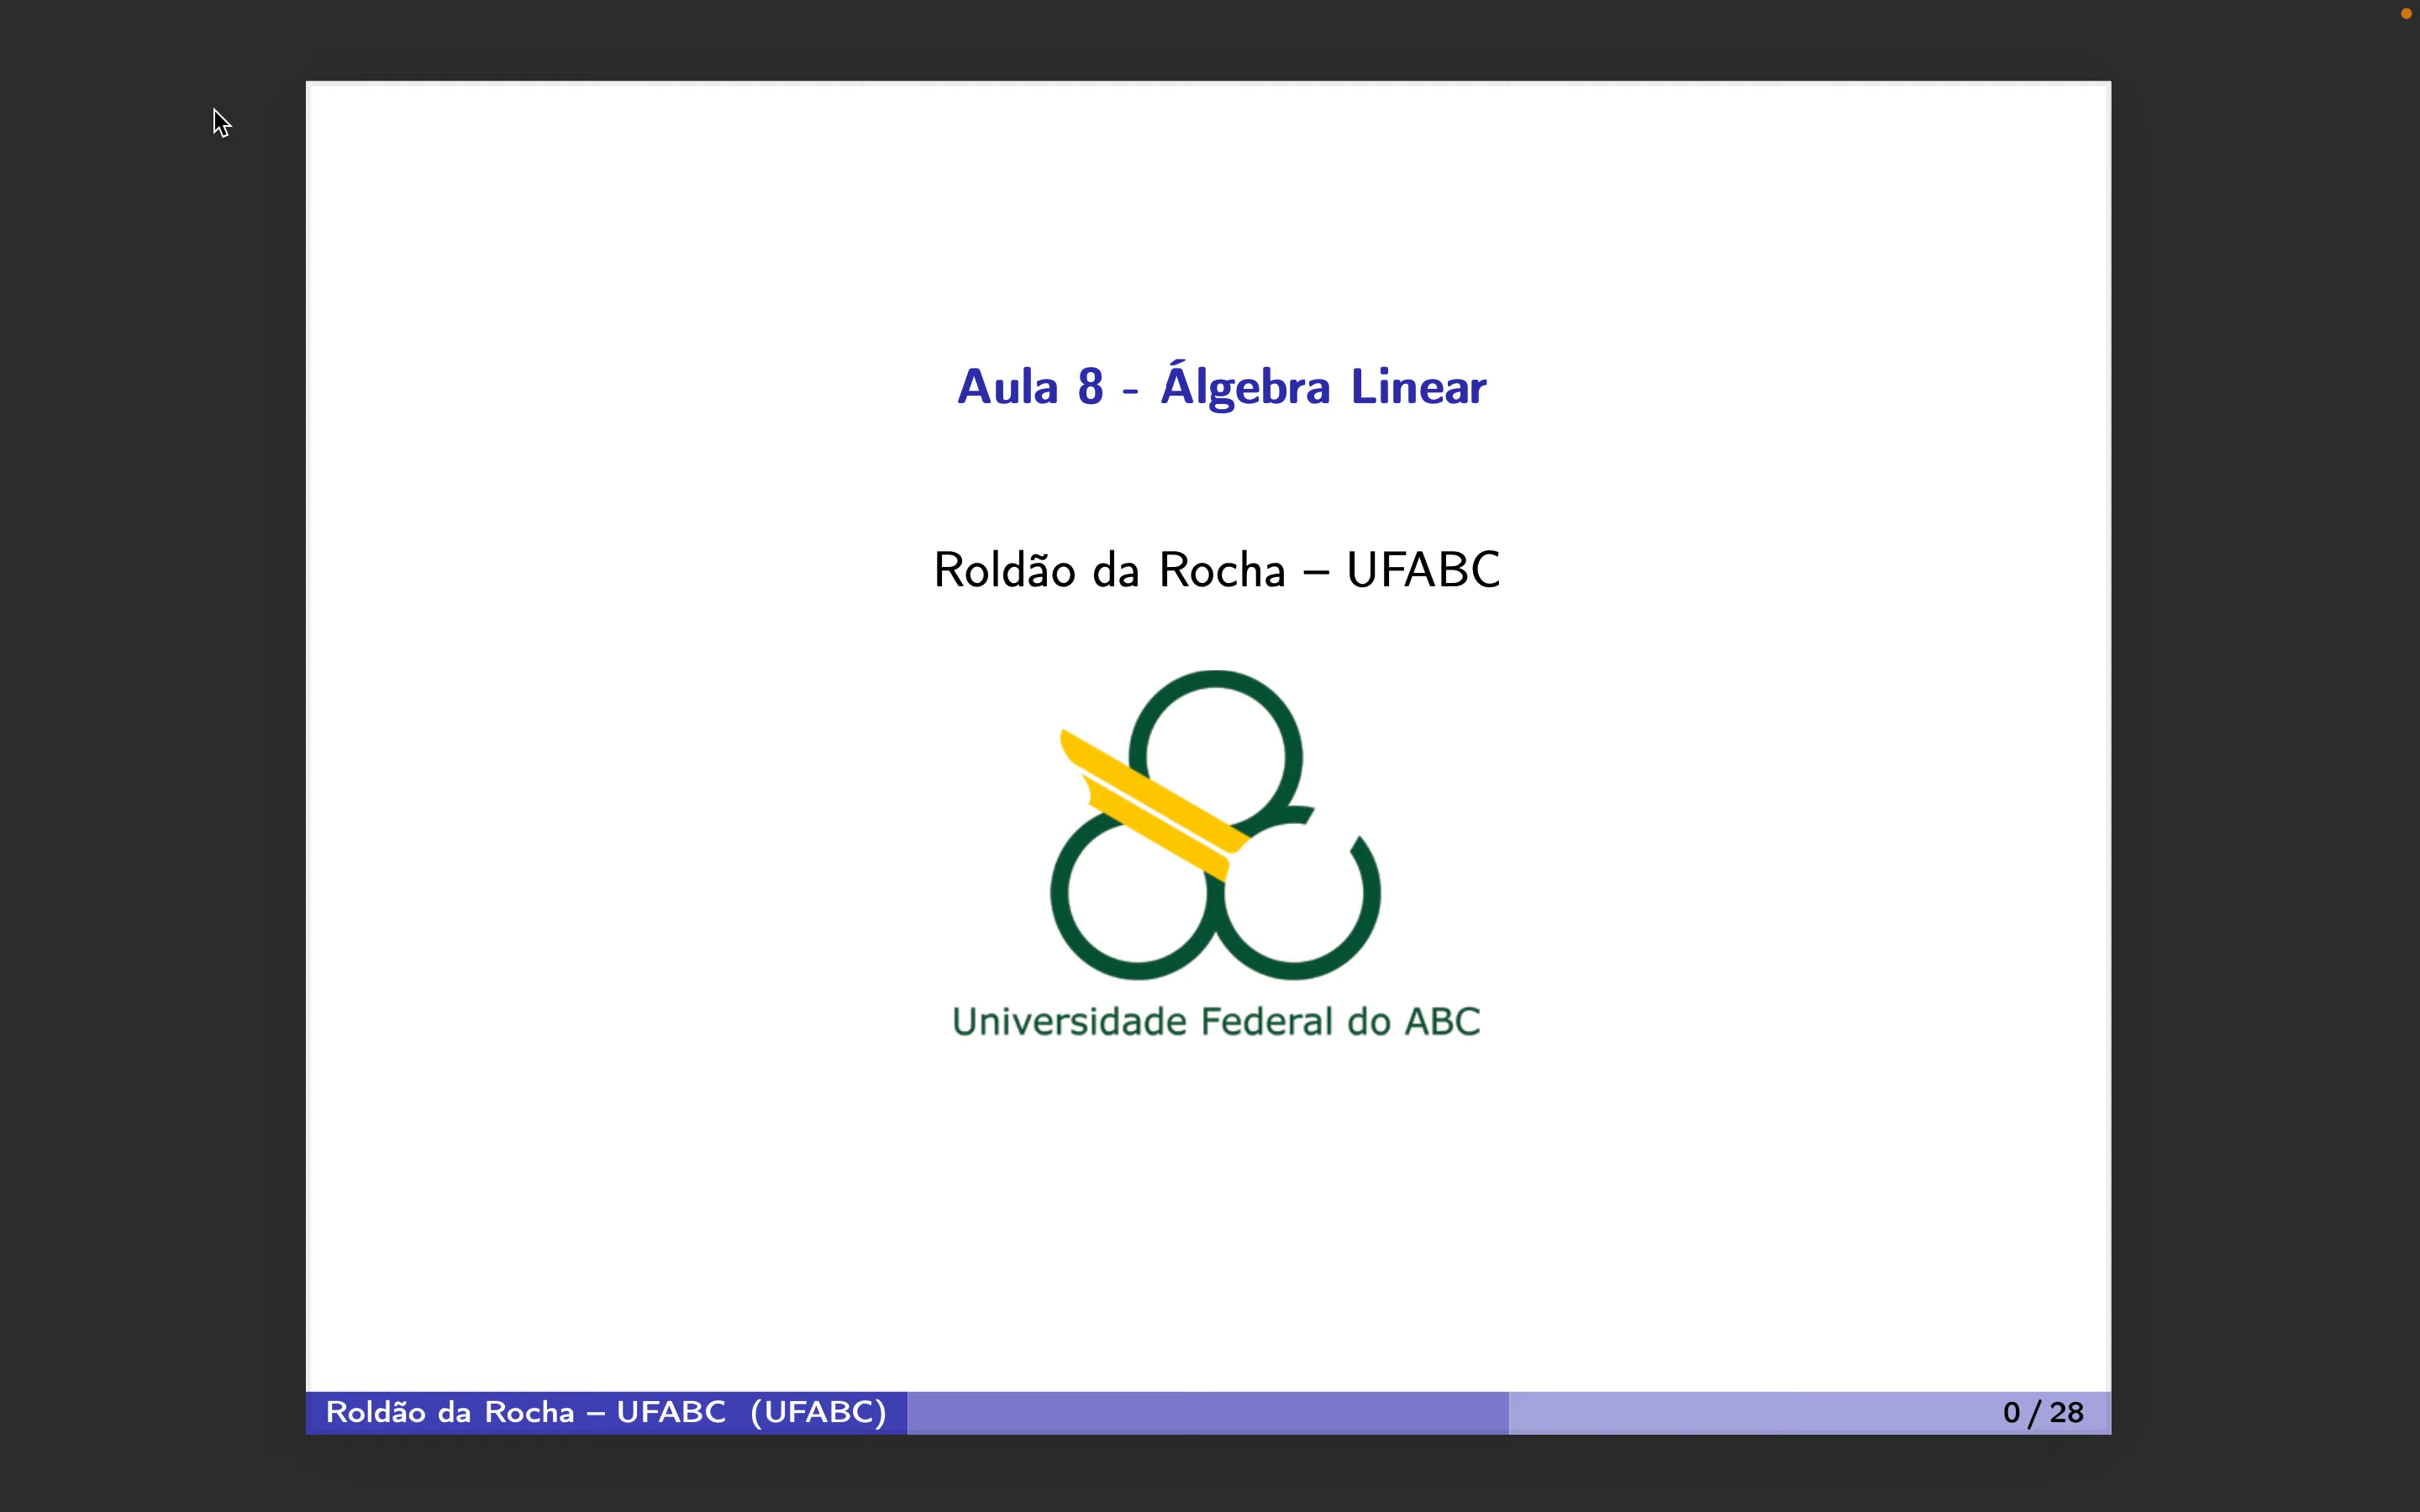 Aula 8 - Álgebra Linear
Roldão da Rocha – UFABC
Universidade Federal do ABC
Roldão da Rocha – UFABC (UFABC)
0 / 28